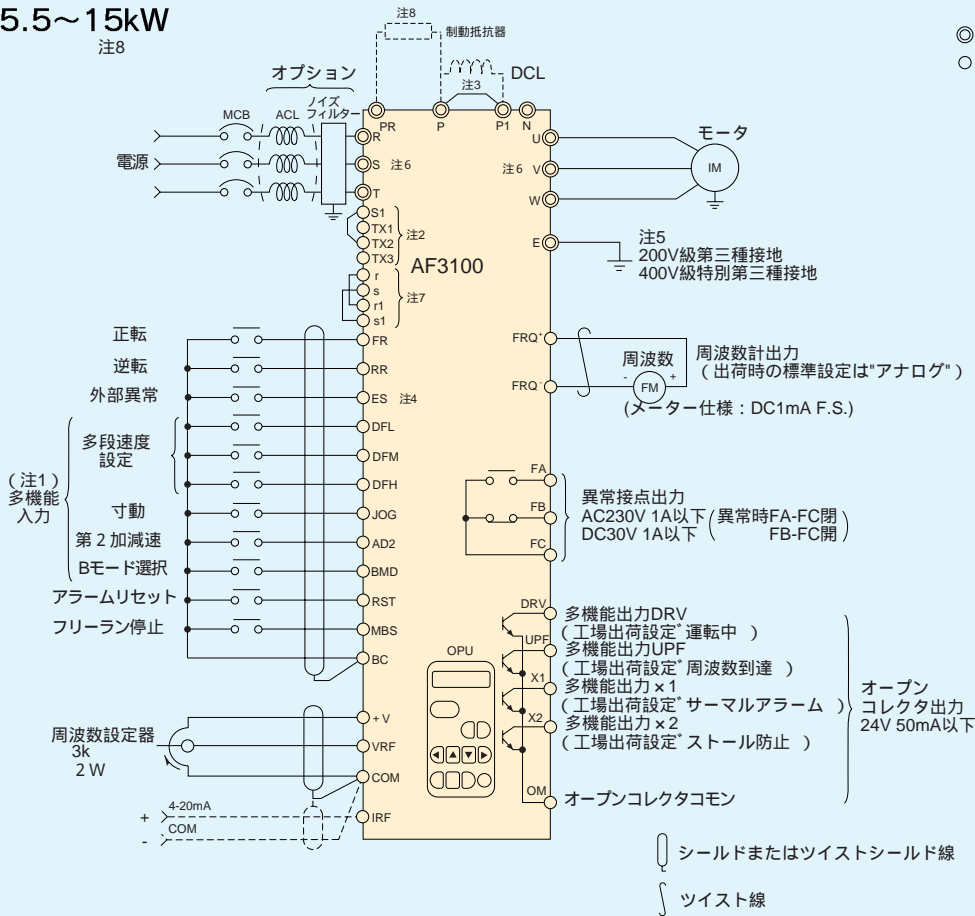 5.5～15kW
注8
注8
制動抵抗器
DCL
注3
オプション
MCB
ACL
ノイズ
フィルター
PR
P
P1
N
電源
R
S 注6
T
S1
TX1
TX2
TX3
注2
r
s
r1
s1
注7
AF3100
U
注6 V
W
モータ
IM
E
注5
200V級第三種接地
400V級特別第三種接地
正転
FR
逆転
RR
外部異常
ES 注4
(注1)
多機能
入力
多段速度
設定
DFL
DFM
DFH
寸動
JOG
第2加減速
AD2
Bモード選択
BMD
アラームリセット
RST
フリーラン停止
MBS
BC
FRQ+
FRQ-
周波数
- FM +
周波数計出力
(出荷時の標準設定は"アナログ")
(メーター仕様：DC1mA F.S.)
FA
FB
FC
異常接点出力
AC230V 1A以下
DC30V 1A以下
(異常時FA-FC閉)
FB-FC開
DRV
多機能出力DRV
(工場出荷設定゛運転中 )
UPF
多機能出力UPF
(工場出荷設定゛周波数到達 )
X1
多機能出力×1
(工場出荷設定゛サーマルアラーム )
X2
多機能出力×2
(工場出荷設定゛ストール防止 )
OM
オープンコレクタコモン
オープン
コレクタ出力
24V 50mA以下
OPU
周波数設定器
3k
2 W
+V
VRF
COM
+
4-20mA
IRF
-
COM
シールドまたはツイストシールド線
ツイスト線